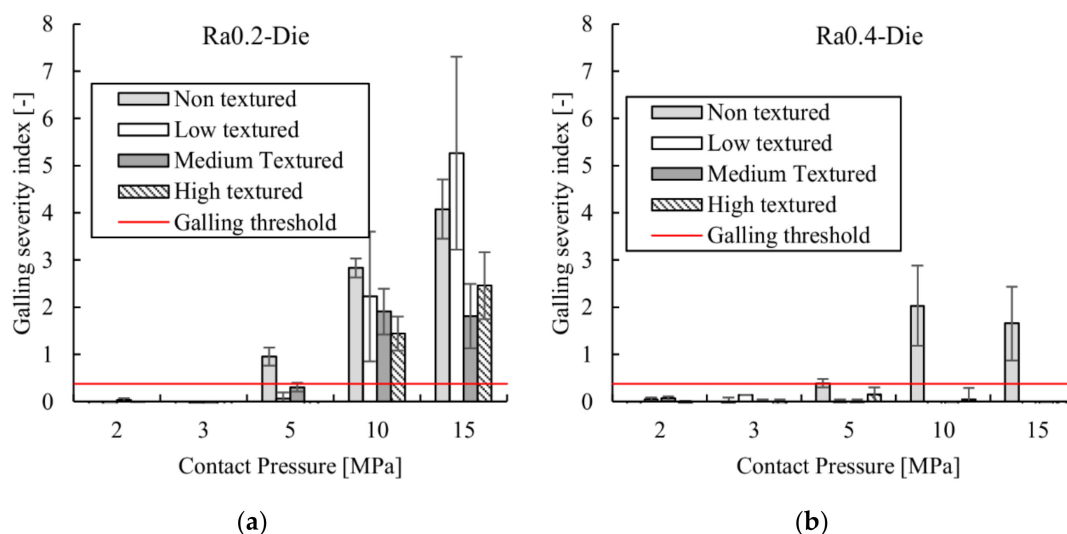 Ra0.2-Die
Galling severity index [-]
8
7
6
5
4
3
2
1
0
Non textured
Low textured
Medium Textured
High textured
Galling threshold
2 3 5 10 15
Contact Pressure [MPa]
(a)
Ra0.4-Die
Galling severity index [-]
8
7
6
5
4
3
2
1
0
Non textured
Low textured
Medium Textured
High textured
Galling threshold
2 3 5 10 15
Contact Pressure [MPa]
(b)